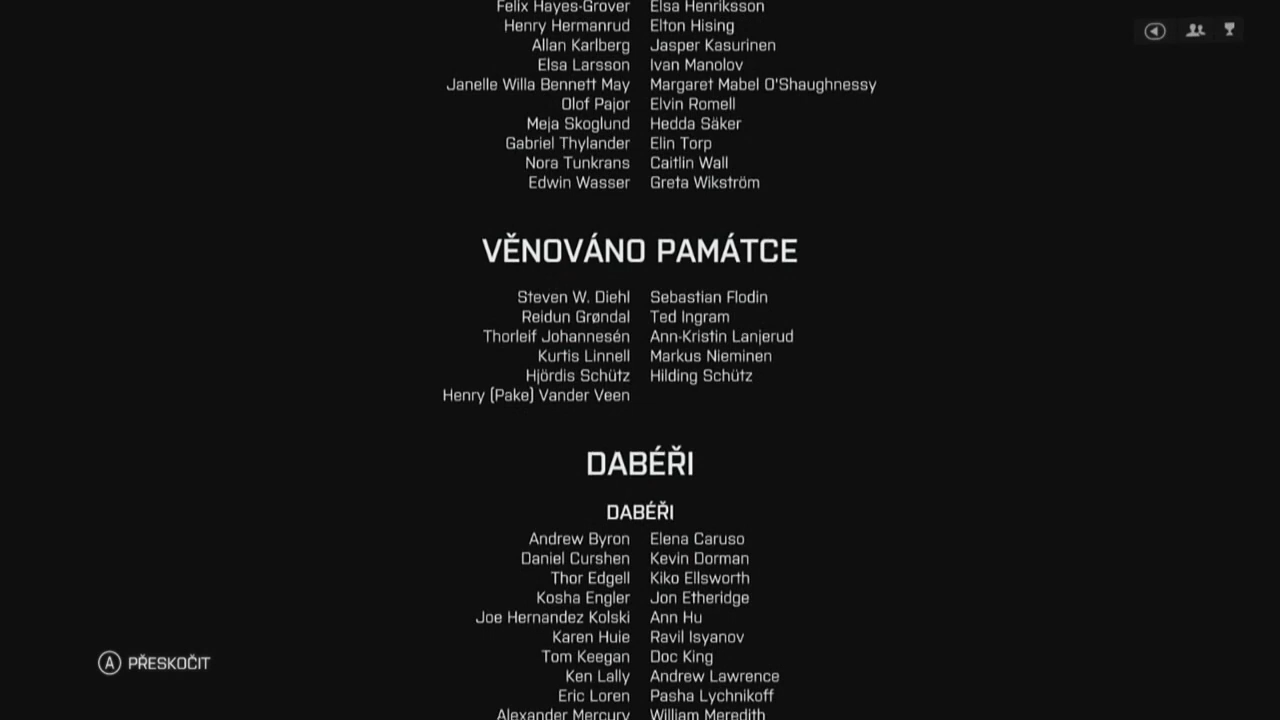 Felix Hayes-Grover Elsa Henriksson
Henry Hermanrud Elton Hising
Allan Karlberg Jasper Kasurinen
Elsa Larsson Ivan Manolov
Janelle Willa Bennett May Margaret Mabel O'Shaughnessy
Olof Pajor Elvin Romell
Meja Skoglund Hedda Säker
Gabriel Thylander Elin Torp
Nora Tunkrans Caitlin Wall
Edwin Wasser Greta Wikström
VĚNOVÁNO PAMÁTCE
Steven W. Diehl Sebastian Flodin
Reidun Grøndal Ted Ingram
Thorleif Johannesén Ann-Kristin Lanjerud
Kurtis Linnell Markus Nieminen
Hjördis Schütz Hilding Schütz
Henry (Pake) Vander Veen
DABÉŘI
DABÉŘI
Andrew Byron Elena Caruso
Daniel Curshen Kevin Dorman
Thor Edgell Kiko Ellsworth
Kosha Engler Jon Etheridge
Joe Hernandez Kolski Ann Hu
Karen Huie Ravil Isyanov
Tom Keegan Doc King
Ken Lally Andrew Lawrence
Eric Loren Pasha Lychnikoff
Alexander Mercury William Meredith
A PŘESKOČIT